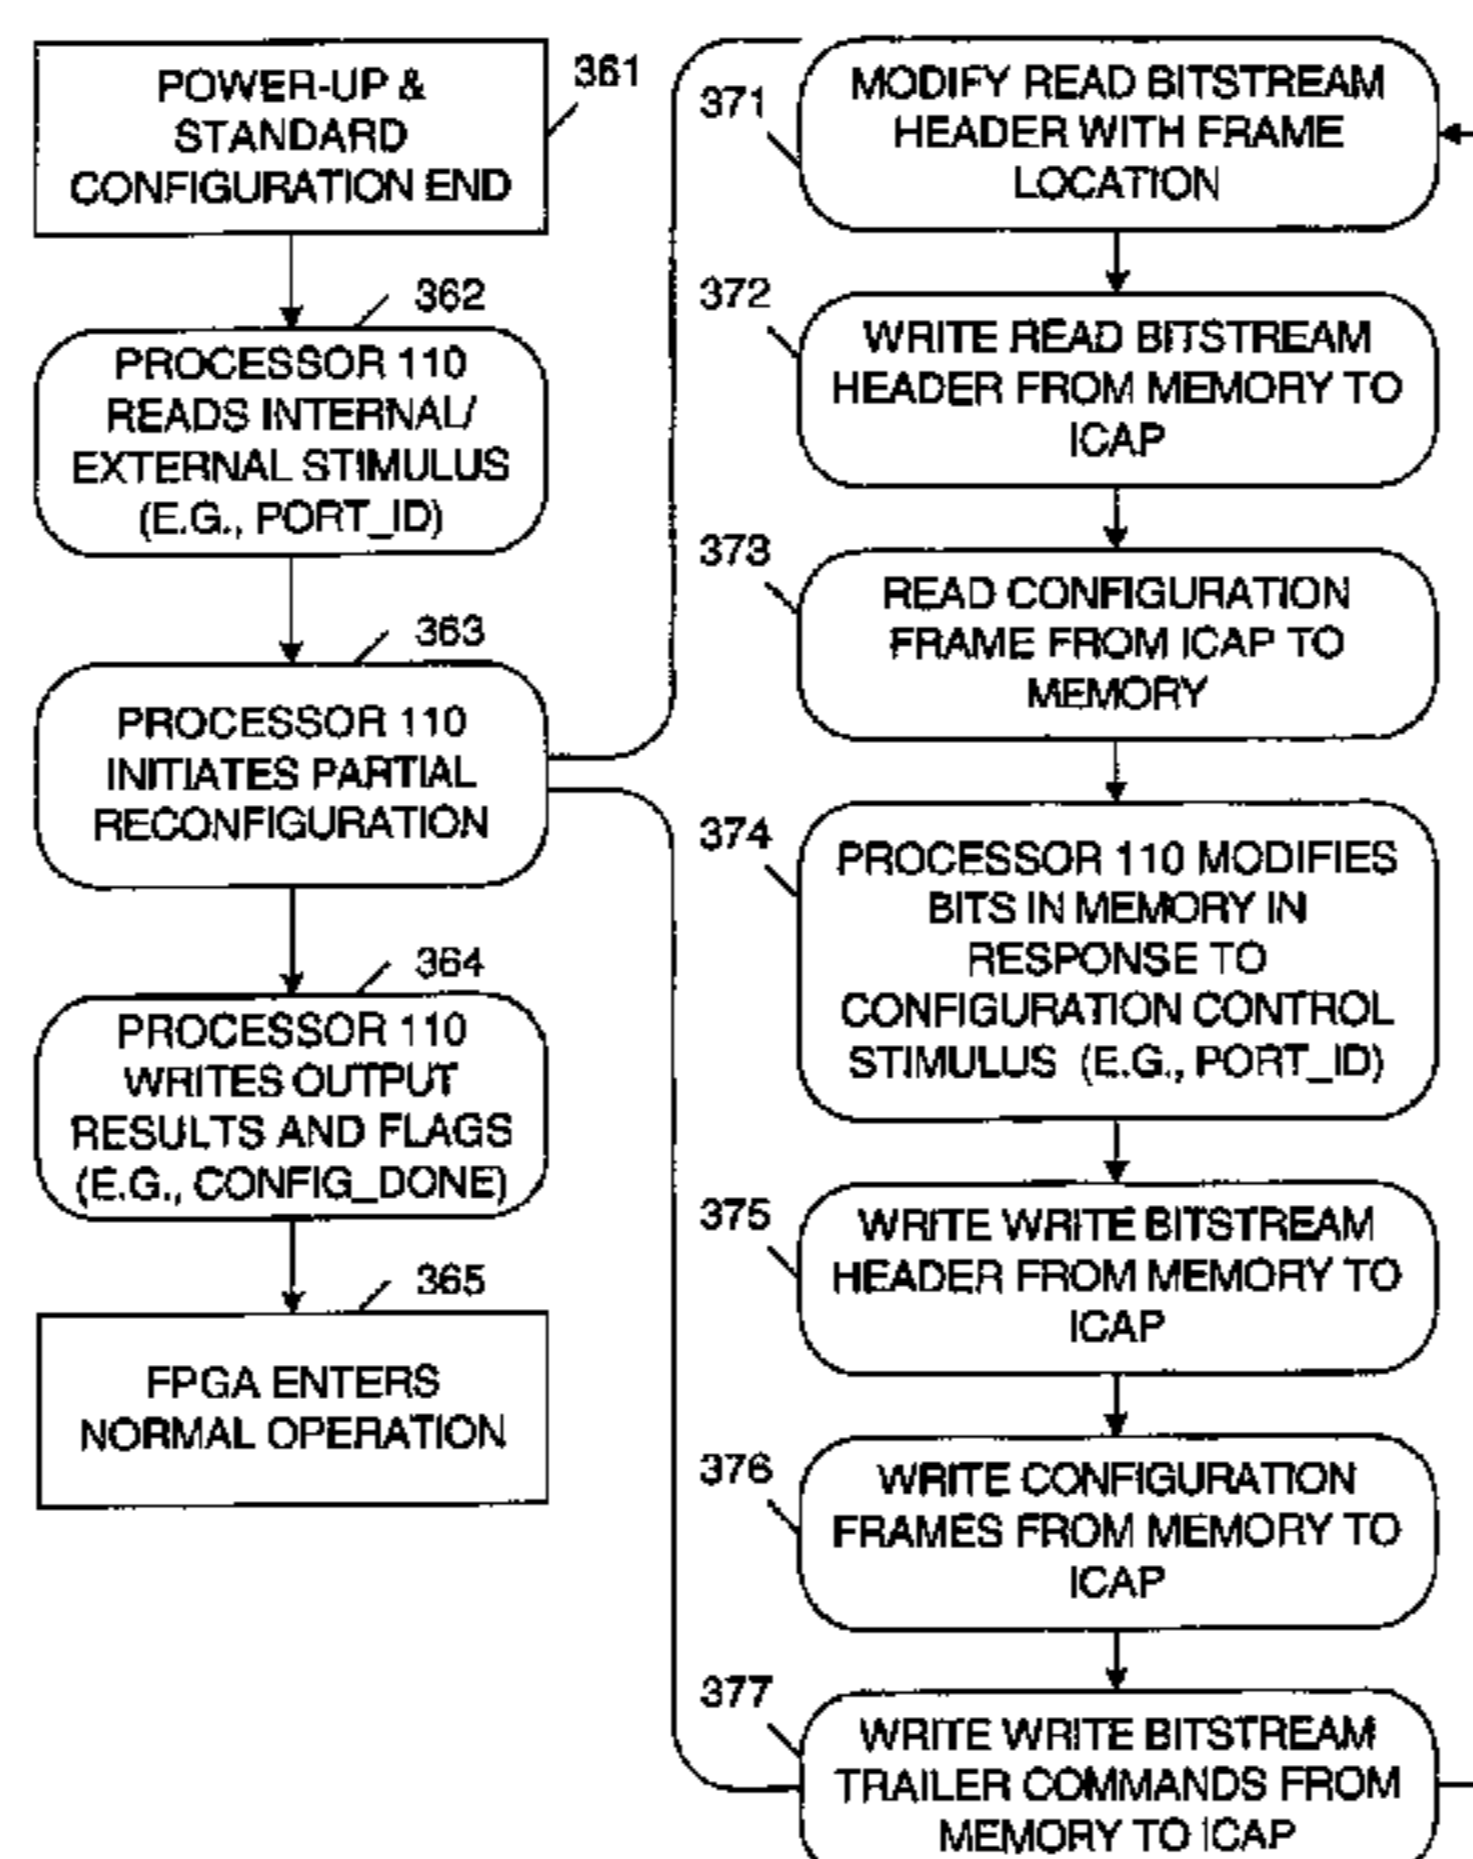 POWER-UP &
STANDARD
CONFIGURATION END
361
362
PROCESSOR 110
READS INTERNAL/
EXTERNAL STIMULUS
(E.G., PORT_ID)
363
PROCESSOR 110
INITIATES PARTIAL
RECONFIGURATION
364
PROCESSOR 110
WRITES OUTPUT
RESULTS AND FLAGS
(E.G., CONFIG_DONE)
365
FPGA ENTERS
NORMAL OPERATION
371
MODIFY READ BITSTREAM
HEADER WITH FRAME
LOCATION
372
WRITE READ BITSTREAM
HEADER FROM MEMORY TO
ICAP
373
READ CONFIGURATION
FRAME FROM ICAP TO
MEMORY
374
PROCESSOR 110 MODIFIES
BITS IN MEMORY IN
RESPONSE TO
CONFIGURATION CONTROL
STIMULUS (E.G., PORT_ID)
375
WRITE WRITE BITSTREAM
HEADER FROM MEMORY TO
ICAP
376
WRITE CONFIGURATION
FRAMES FROM MEMORY TO
ICAP
377
WRITE WRITE BITSTREAM
TRAILER COMMANDS FROM
MEMORY TO ICAP